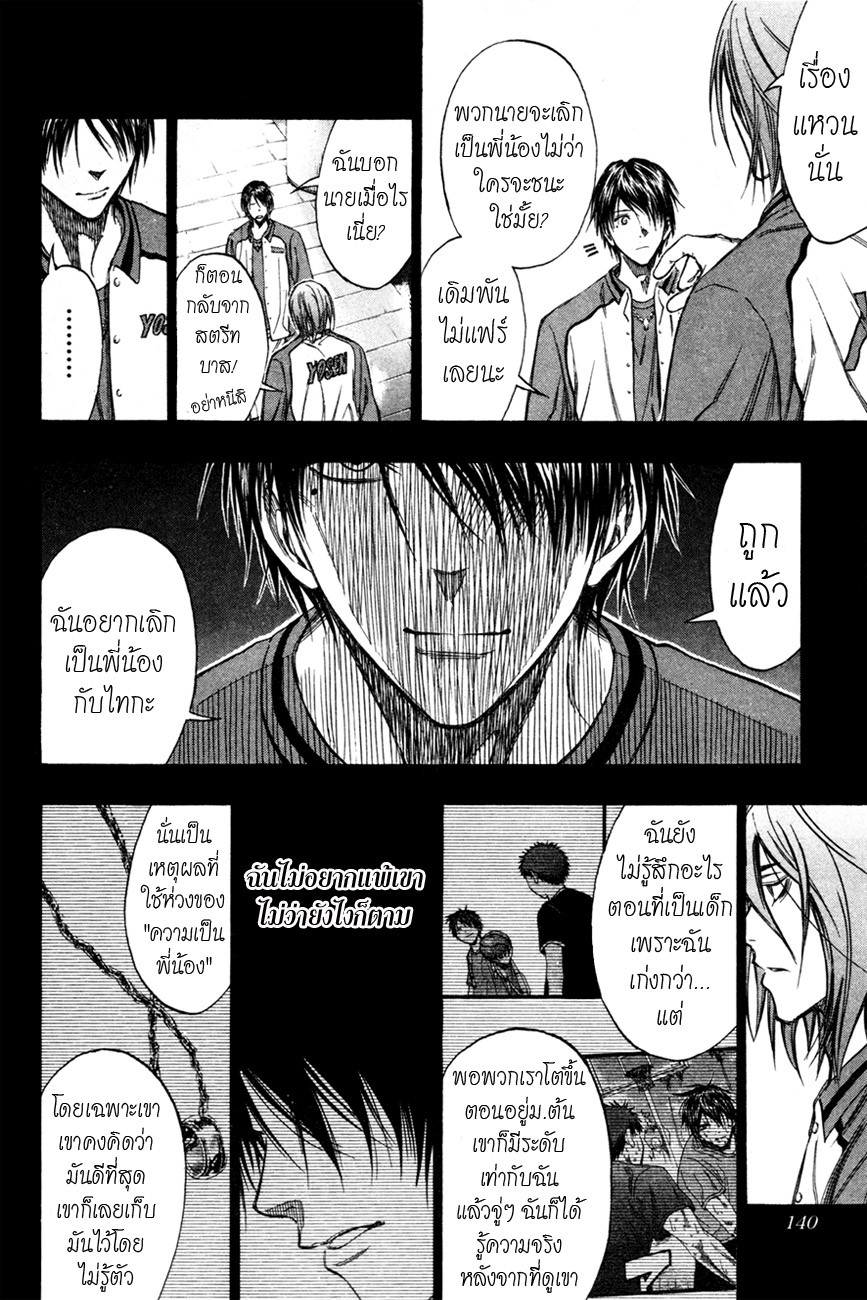 เรื่อง
แหวน
นั่น
พวกนายจะเลิก
เป็นพี่น้องไม่ว่า
ใครจะชนะ
ใช่มั้ย?
เดิมพัน
ไม่แฟร์
เลยนะ
ฉันบอก
นายเมื่อไร
เนี่ย?
ก็ตอน
กลับจาก
สตรีท
บาส!
อย่าหนีสิ
YOSEN
YOSEN
........
ถูก
แล้ว
ฉันอยากเลิก
เป็นพี่น้อง
กับไทกะ
ฉันยัง
ไม่รู้สึกอะไร
ตอนที่เป็นเด็ก
เพราะฉัน
เก่งกว่า...
แต่
พอพวกเราโตขึ้น
ตอนอยู่ม.ต้น
เขาก็มีระดับ
เท่ากับฉัน
แล้วจู่ๆ ฉันก็ได้
รู้ความจริง
หลังจากที่ดูเขา
ฉันไม่อยากแพ้เขา
ไม่ว่ายังไงก็ตาม
นั่นเป็น
เหตุผลที่
ใช้ห่วงของ
"ความเป็น
พี่น้อง"
โดยเฉพาะเขา
เขาคงคิดว่า
มันดีที่สุด
เขาก็เลยเก็บ
มันไว้โดย
ไม่รู้ตัว
140